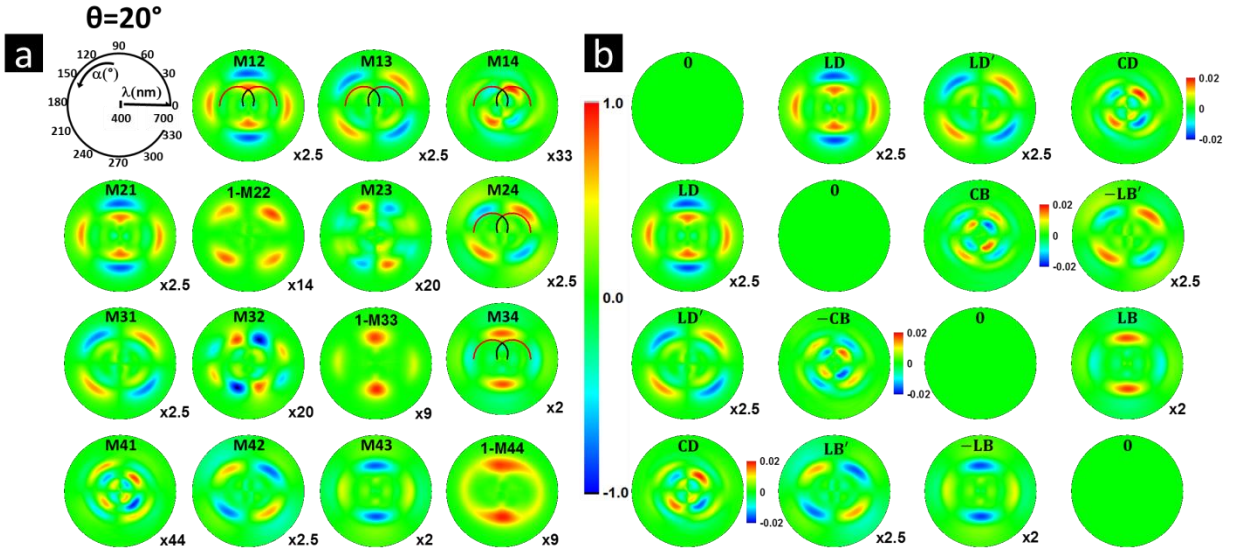 θ=20°
a
90
120
60
150
α(°)
30
λ(nm)
180
0
400
700
210
330
240
300
270
M12
x2.5
M13
x2.5
M14
x33
M21
x2.5
1-M22
x14
M23
x20
M24
x2.5
M31
x2.5
M32
x20
1-M33
x9
M34
x2
M41
x44
M42
x2.5
M43
x2
1-M44
x9
1.0
0.0
-1.0
b
0
LD
x2.5
LD′
x2.5
CD
0.02
0
-0.02
LD
x2.5
0
CB
0.02
0
-0.02
−LB′
x2.5
LD′
x2.5
−CB
0.02
0
-0.02
0
LB
x2
CD
0.02
0
-0.02
LB′
x2.5
−LB
x2
0